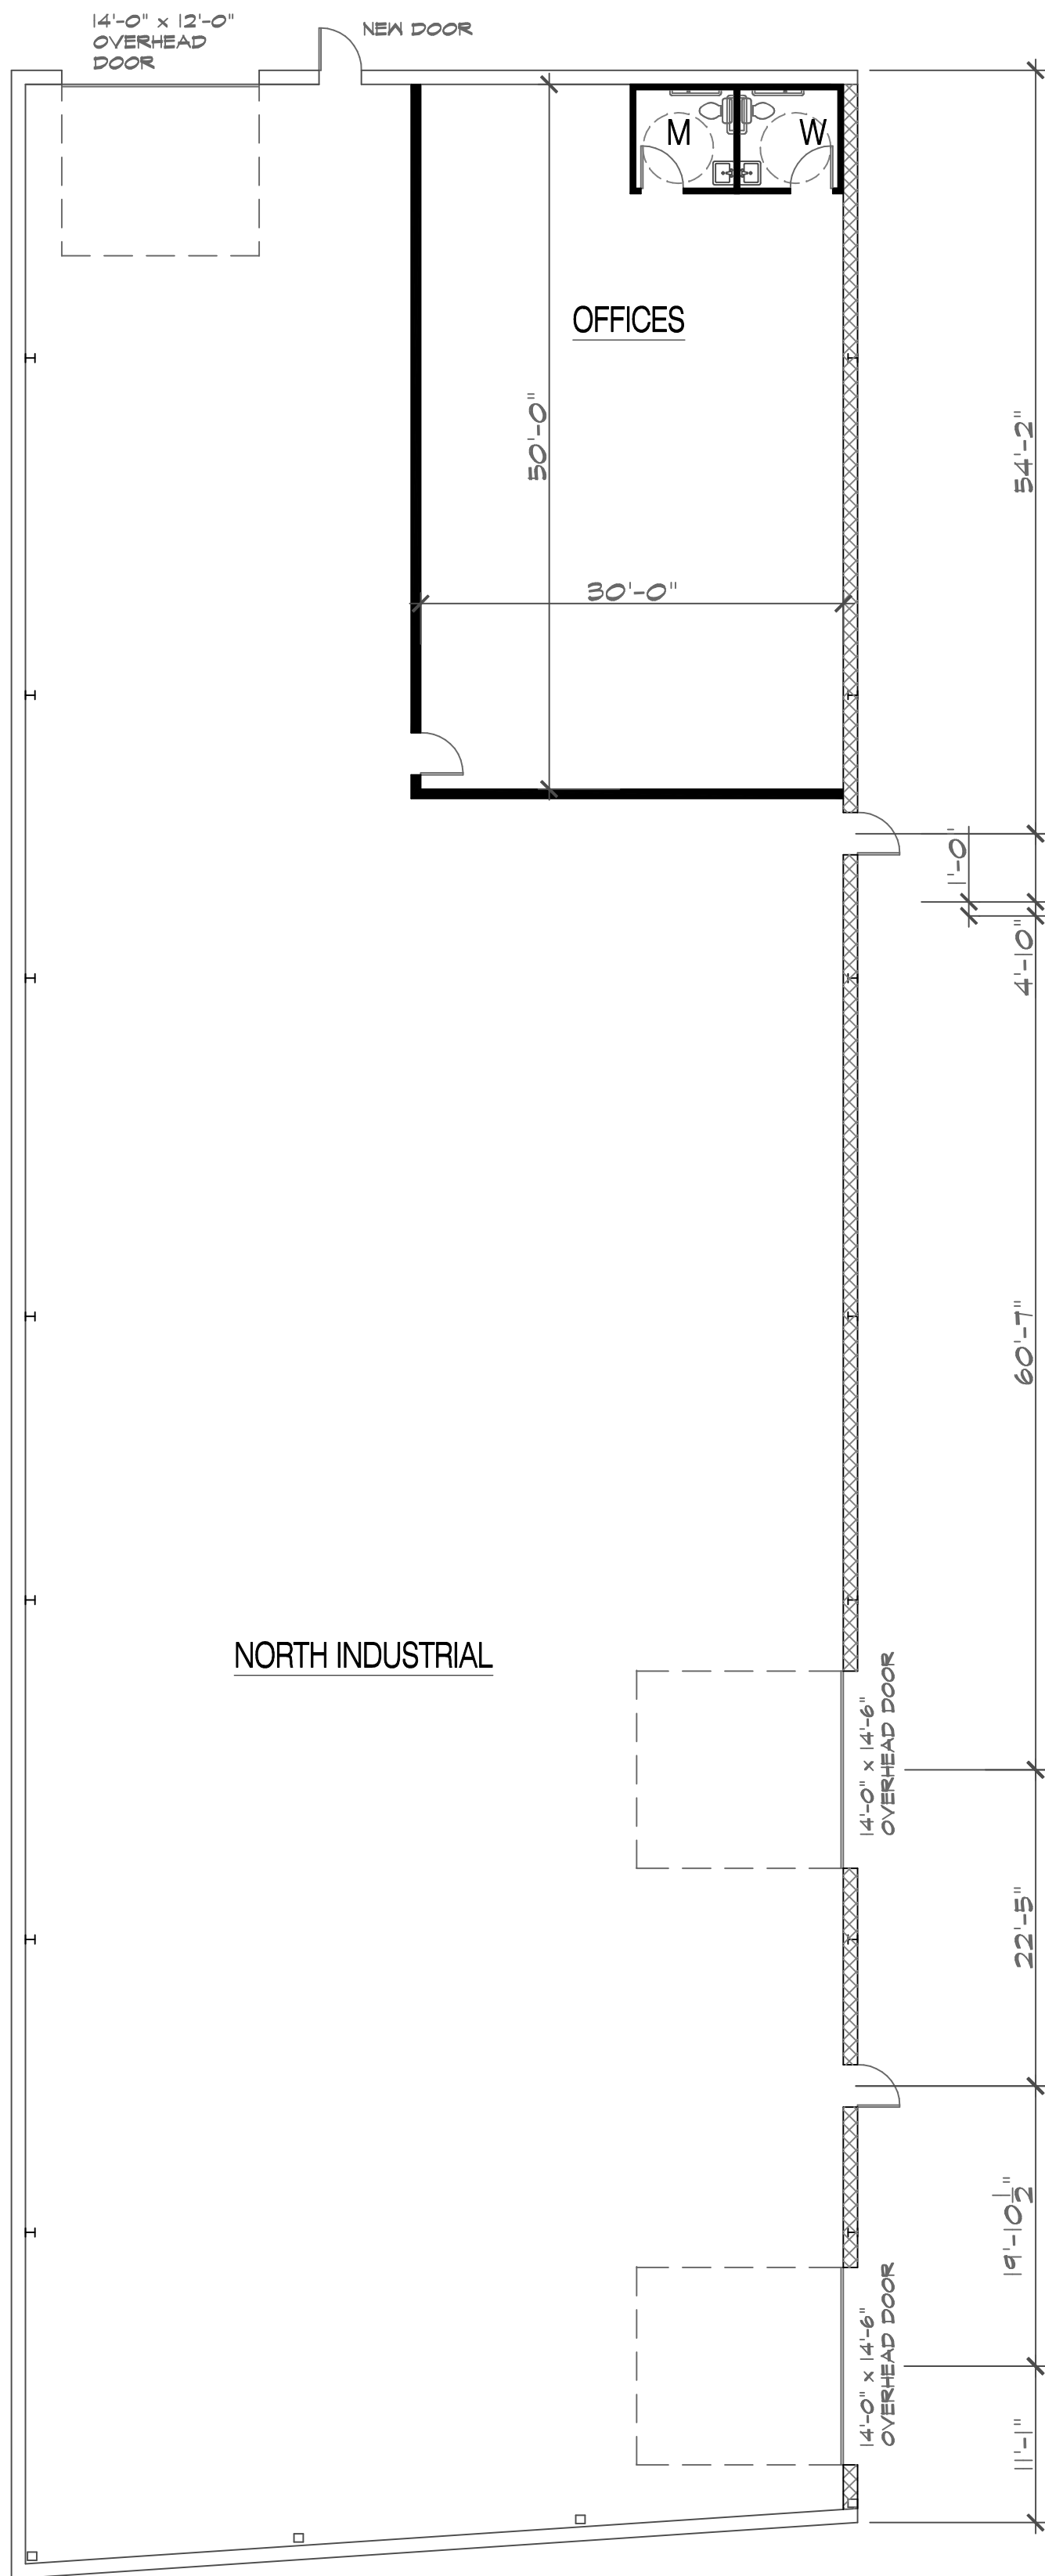 14'-0" x 12'-0"
OVERHEAD
DOOR
NEW DOOR
M
W
OFFICES
50'-0"
54'-2"
30'-0"
1'-0"
4'-10"
60'-7"
NORTH INDUSTRIAL
14'-0" x 14'-6"
OVERHEAD DOOR
22'-5"
19'-10 1/2"
14'-0" x 14'-6"
OVERHEAD DOOR
11'-1"